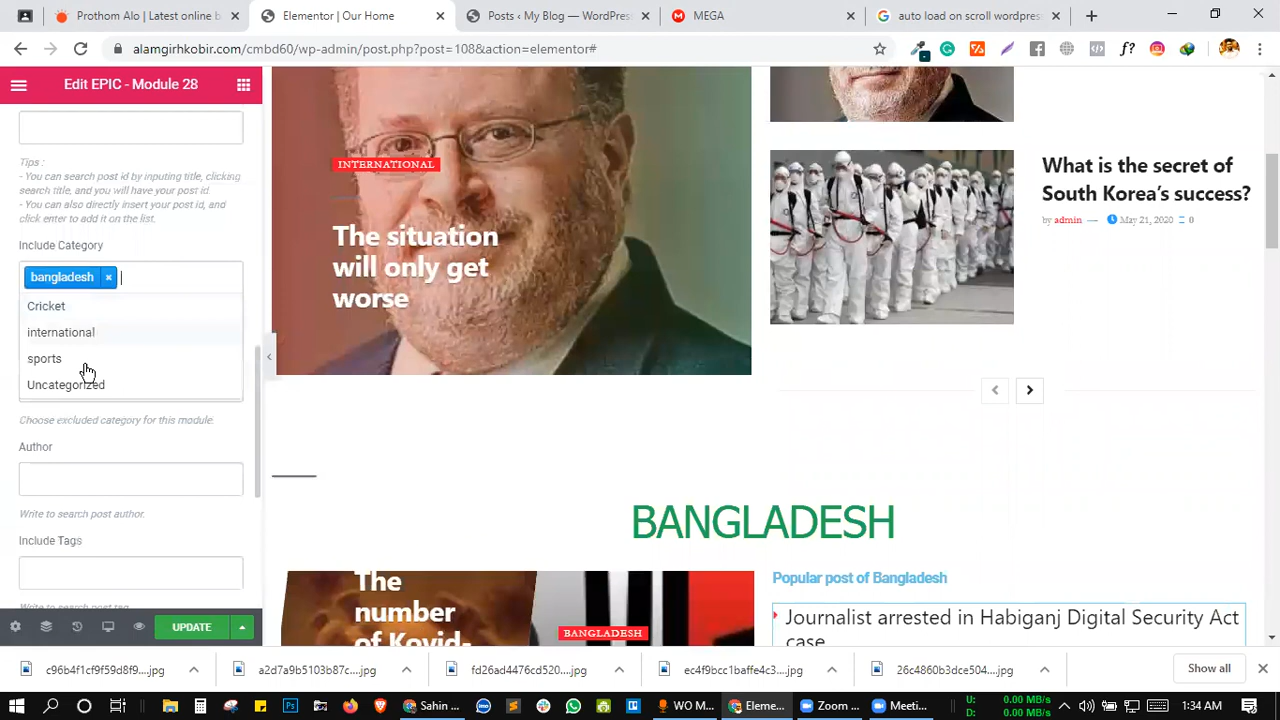 Prothom Alo | Latest online b
Elementor | Our Home
Posts ‹ My Blog — WordPres
MEGA
auto load on scroll wordpres
alamgirhkobir.com/cmbd60/wp-admin/post.php?post=108&action=elementor#
Edit EPIC - Module 28
Tips :
- You can search post id by inputing title, clicking
search title, and you will have your post id.
- You can also directly insert your post id, and
click enter to add it on the list.
Include Category
bangladesh ×
Cricket
international
sports
Uncategorized
Choose excluded category for this module.
Author
Write to search post author.
Include Tags
Write to search post tag.
UPDATE
INTERNATIONAL
The situation
will only get
worse
What is the secret of
South Korea's success?
by admin — May 21, 2020 0
BANGLADESH
The
number
of Kovid-
BANGLADESH
Popular post of Bangladesh
Journalist arrested in Habiganj Digital Security Act
case
c96b4f1cf9f59d8f9....jpg
a2d7a9b5103b87c....jpg
fd26ad4476cd520....jpg
ec4f9bcc1baffe4c3....jpg
26c4860b3dce504....jpg
Show all
Sahin ...
WO M...
Eleme...
Zoom ...
Meeti...
U: 0.00 MB/s
D: 0.00 MB/s
1:34 AM